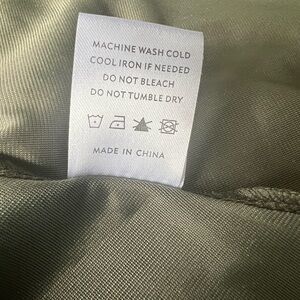 MACHINE WASH COLD
COOL IRON IF NEEDED
DO NOT BLEACH
DO NOT TUMBLE DRY
MADE IN CHINA